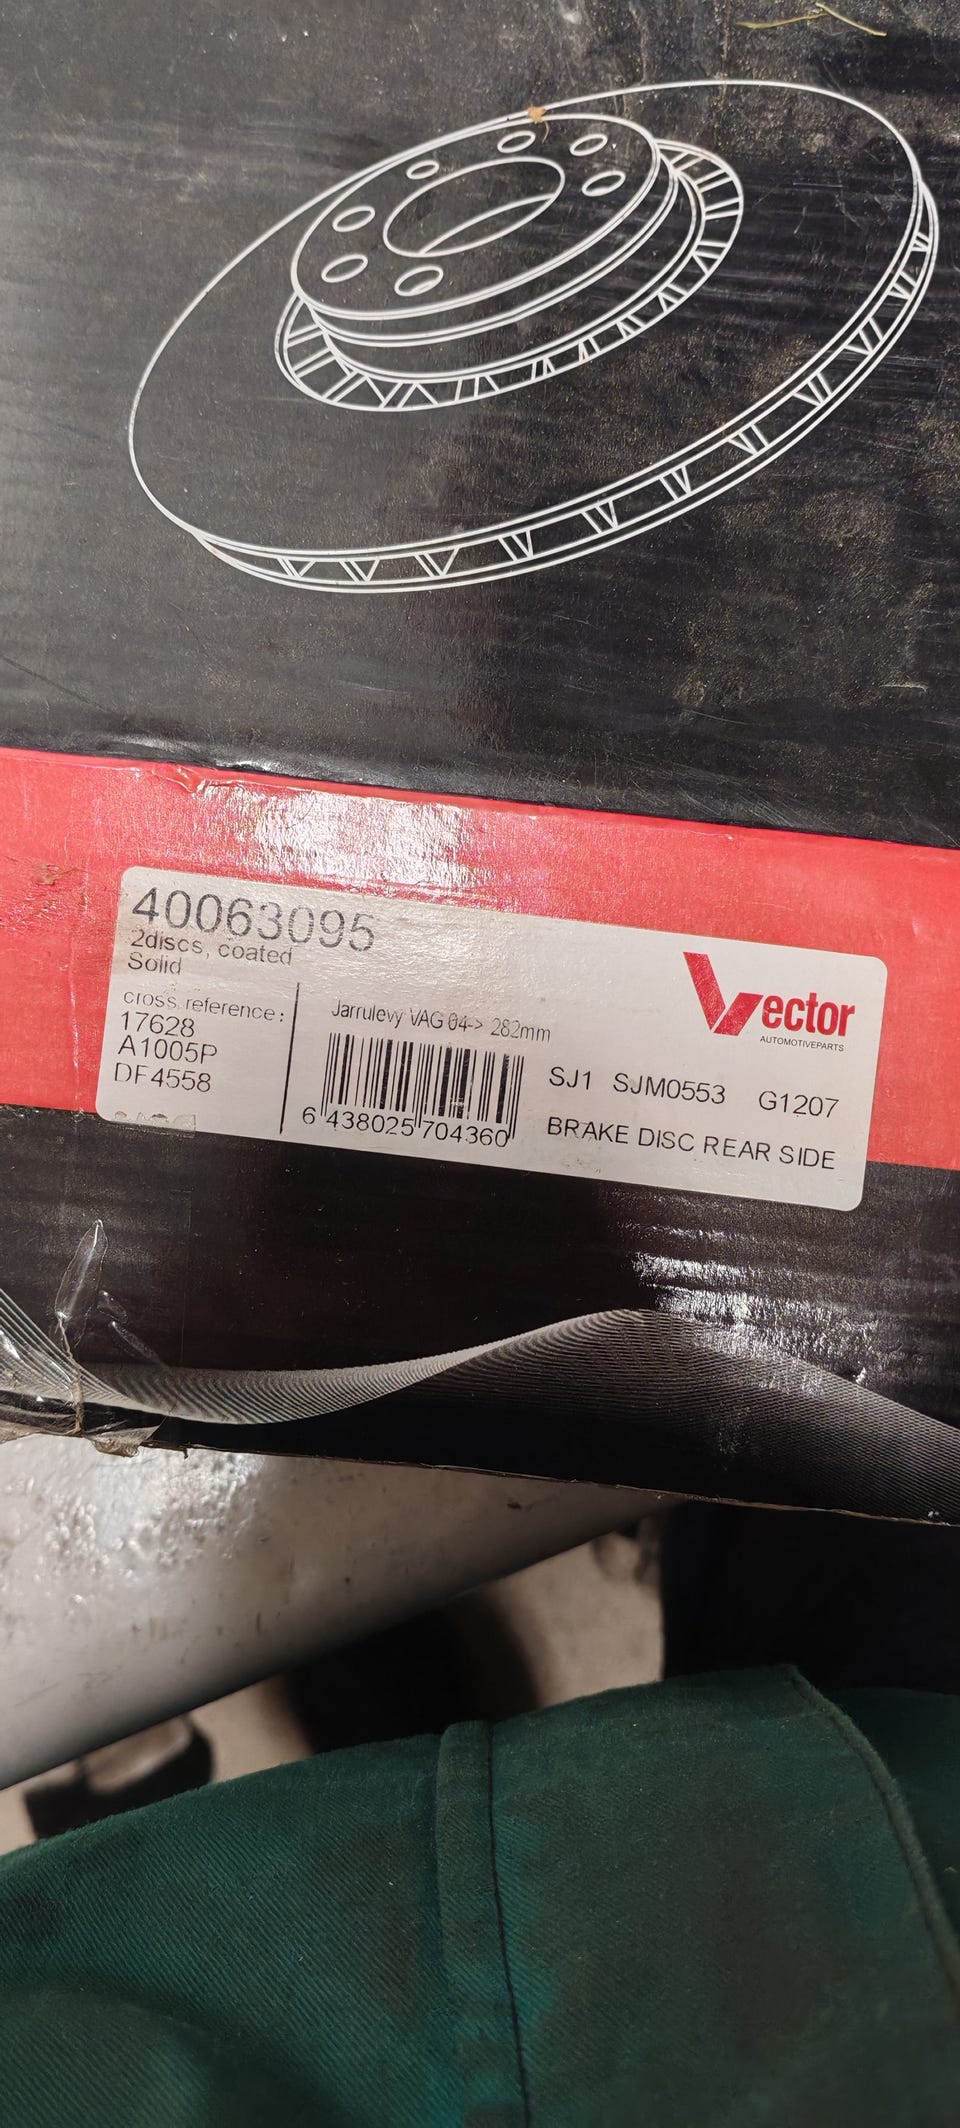 40063095
2discs, coated
Solid
cross reference:
17628
A1005P
DF4558
Jarrulevy VAG 04-> 282mm
6 438025 704360
Vector
AUTOMOTIVEPARTS
SJ1 SJM0553 G1207
BRAKE DISC REAR SIDE